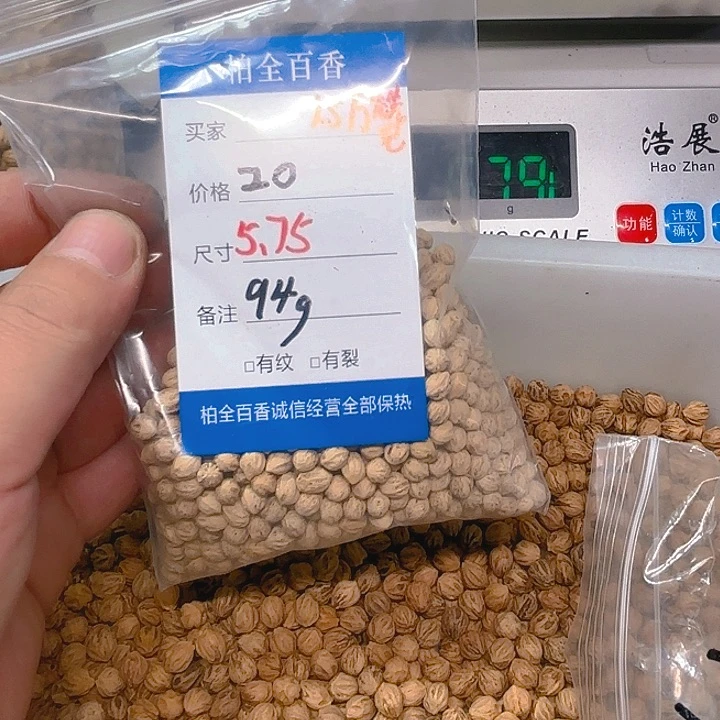 柏全百香
买家
价格 20
尺寸 5.75
备注 94g
□有纹 □有裂
柏全百香诚信经营全部保热
浩展®
Hao Zhan
g
SCALE
功能
计数
确认